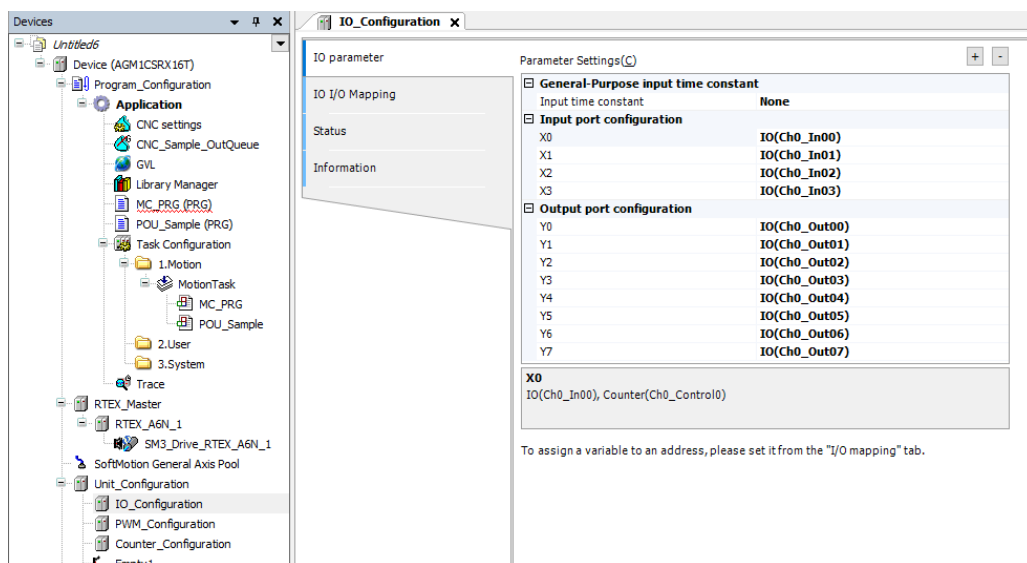 Devices
Untitled6
Device (AGM1CSRX16T)
Program_Configuration
Application
CNC settings
CNC_Sample_OutQueue
GVL
Library Manager
MC_PRG (PRG)
POU_Sample (PRG)
Task Configuration
1.Motion
MotionTask
MC_PRG
POU_Sample
2.User
3.System
Trace
RTEX_Master
RTEX_A6N_1
SM3_Drive_RTEX_A6N_1
SoftMotion General Axis Pool
Unit_Configuration
IO_Configuration
PWM_Configuration
Counter_Configuration
Empty1
IO_Configuration
IO parameter
IO I/O Mapping
Status
Information
Parameter Settings(C)
+ -
General-Purpose input time constant
Input time constant None
Input port configuration
X0 IO(Ch0_In00)
X1 IO(Ch0_In01)
X2 IO(Ch0_In02)
X3 IO(Ch0_In03)
Output port configuration
Y0 IO(Ch0_Out00)
Y1 IO(Ch0_Out01)
Y2 IO(Ch0_Out02)
Y3 IO(Ch0_Out03)
Y4 IO(Ch0_Out04)
Y5 IO(Ch0_Out05)
Y6 IO(Ch0_Out06)
Y7 IO(Ch0_Out07)
X0
IO(Ch0_In00), Counter(Ch0_Control0)
To assign a variable to an address, please set it from the "I/O mapping" tab.